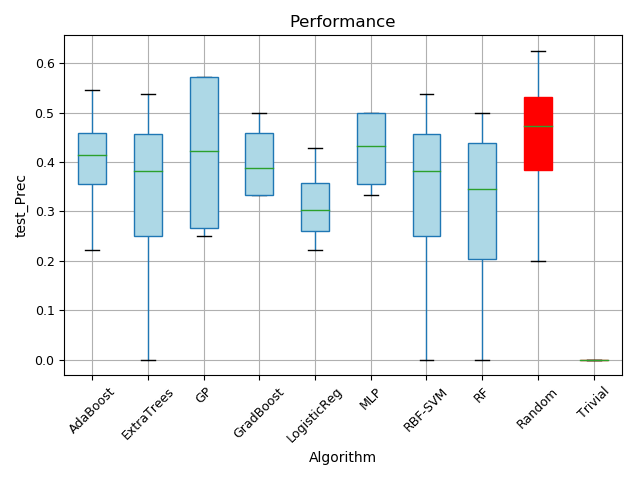 Performance
test_Prec
0.6
0.5
0.4
0.3
0.2
0.1
0.0
AdaBoost
ExtraTrees
GP
GradBoost
LogisticReg
MLP
RBF-SVM
RF
Random
Trivial
Algorithm